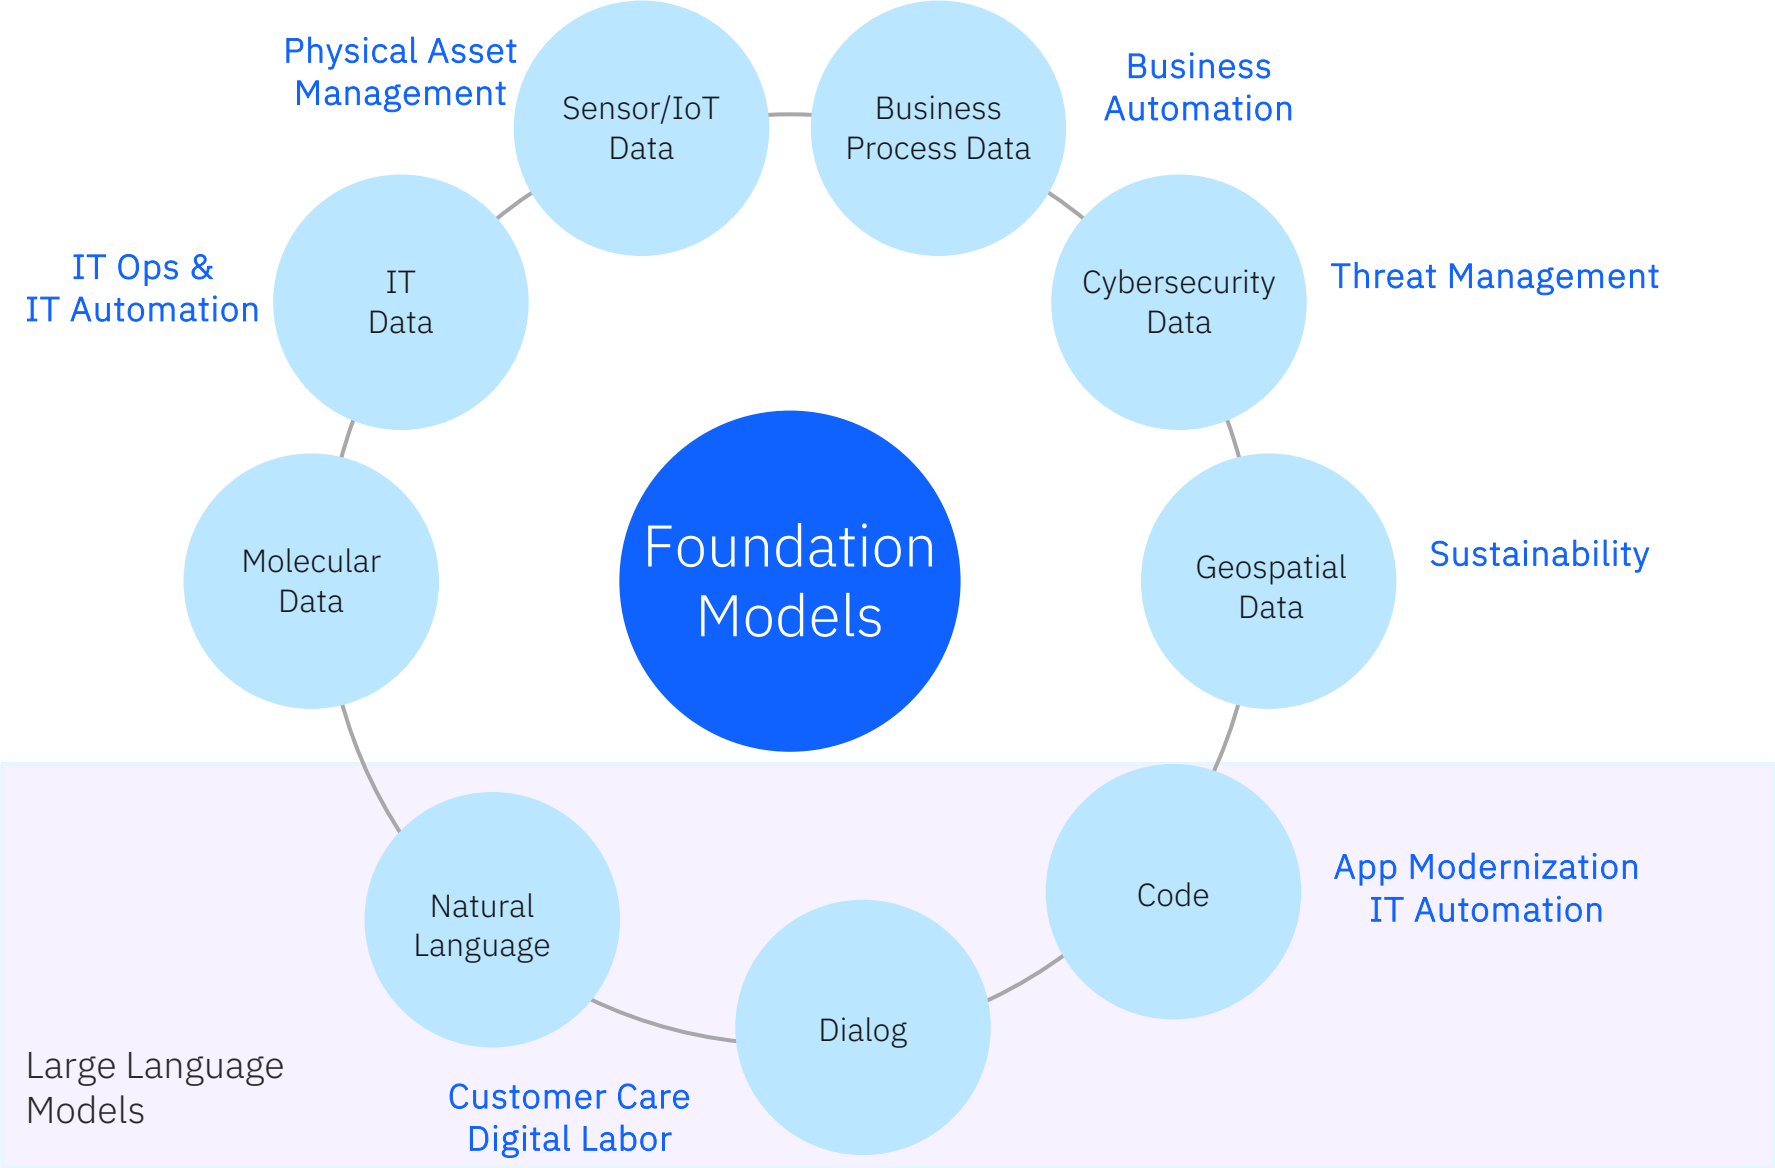 Physical Asset
Management
Sensor/IoT
Data
Business
Process Data
Business
Automation
IT Ops &
IT Automation
IT
Data
Cybersecurity
Data
Threat Management
Molecular
Data
Foundation
Models
Geospatial
Data
Sustainability
Natural
Language
Dialog
Code
App Modernization
IT Automation
Large Language
Models
Customer Care
Digital Labor